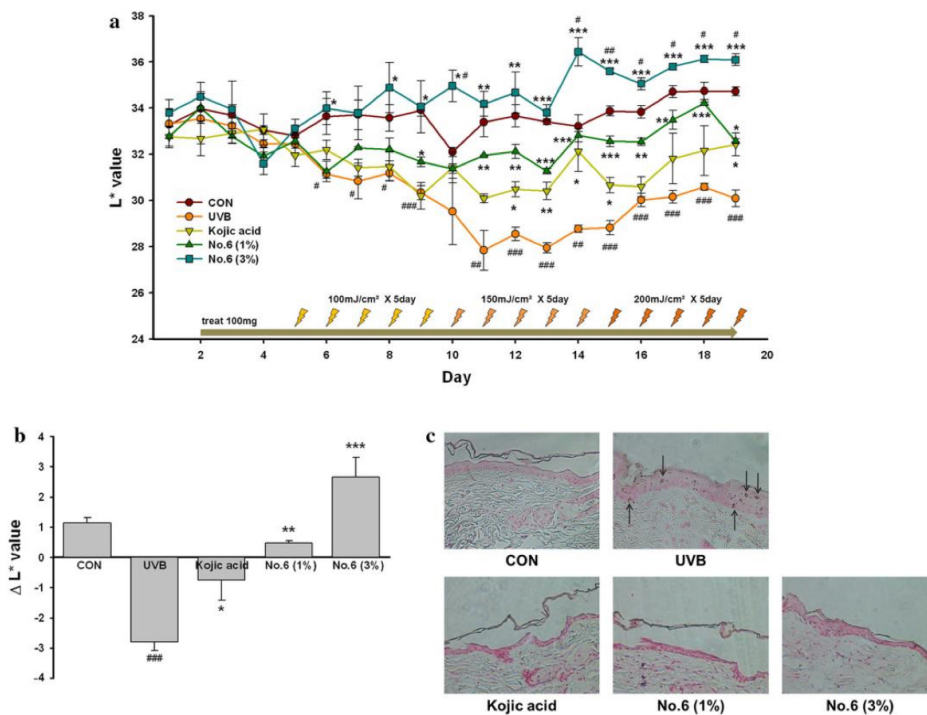 a
38
36
34
32
30
28
26
24
L* value
# ***
## ***
# ***
# ***
# ***
# ***
* * * *# ** ** ***
*** *** ** ** *** * *
* ** ** *** *** ** *
** * ** * *
# # # ###
## ### ### ## ### ### ### ### ###
CON
UVB
Kojic acid
No.6 (1%)
No.6 (3%)
100mJ/cm² X 5day 150mJ/cm² X 5day 200mJ/cm² X 5day
treat 100mg
2 4 6 8 10 12 14 16 18 20
Day
b
4
3
2
1
0
-1
-2
-3
-4
Δ L* value
***
**
CON UVB Kojic acid No.6 (1%) No.6 (3%)
*
###
c
CON UVB
Kojic acid No.6 (1%) No.6 (3%)